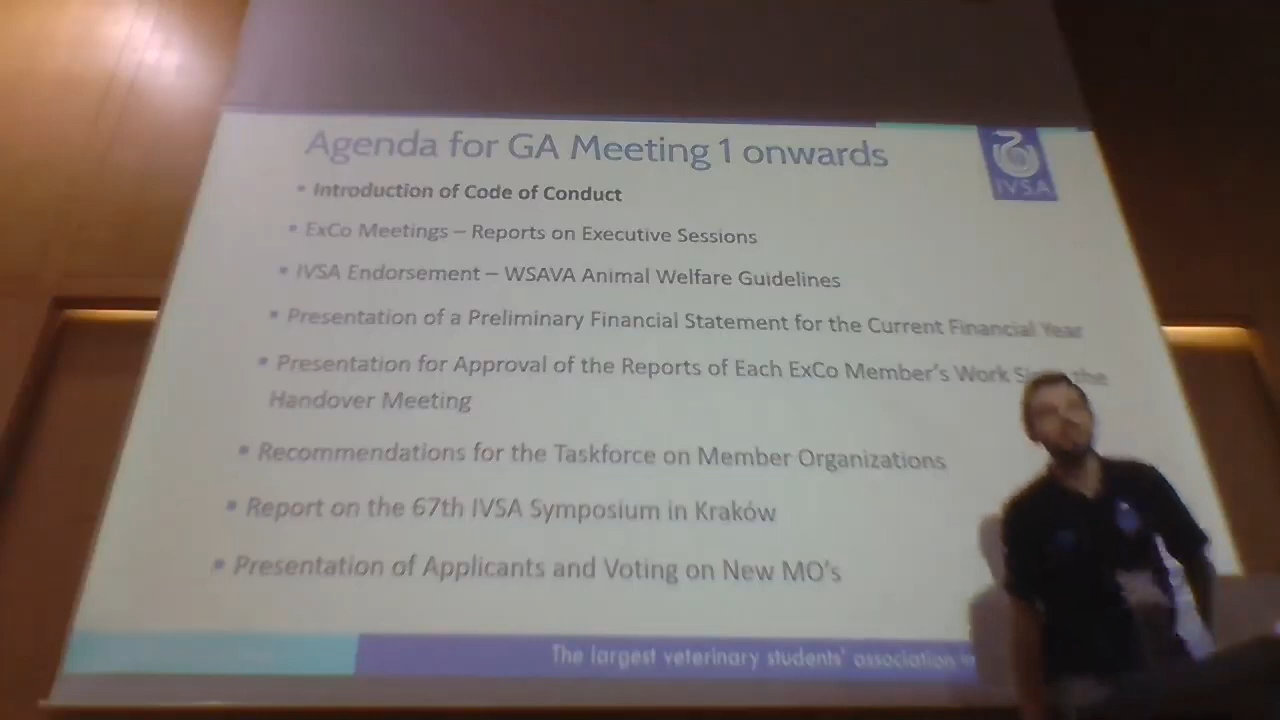 Agenda for GA Meeting 1 onwards
IVSA
▪ Introduction of Code of Conduct
▪ ExCo Meetings – Reports on Executive Sessions
▪ IVSA Endorsement – WSAVA Animal Welfare Guidelines
▪ Presentation of a Preliminary Financial Statement for the Current Financial Year
▪ Presentation for Approval of the Reports of Each ExCo Member's Work Since the
Handover Meeting
▪ Recommendations for the Taskforce on Member Organizations
▪ Report on the 67th IVSA Symposium in Kraków
▪ Presentation of Applicants and Voting on New MO's
The largest veterinary students' association